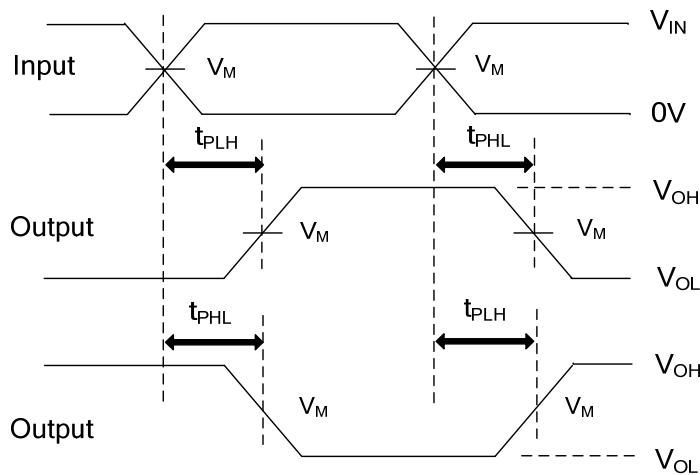 V_IN
Input
V_M
V_M
0V
t_PLH
t_PHL
V_OH
Output
V_M
V_M
V_OL
t_PHL
t_PLH
V_OH
V_M
V_M
Output
V_OL